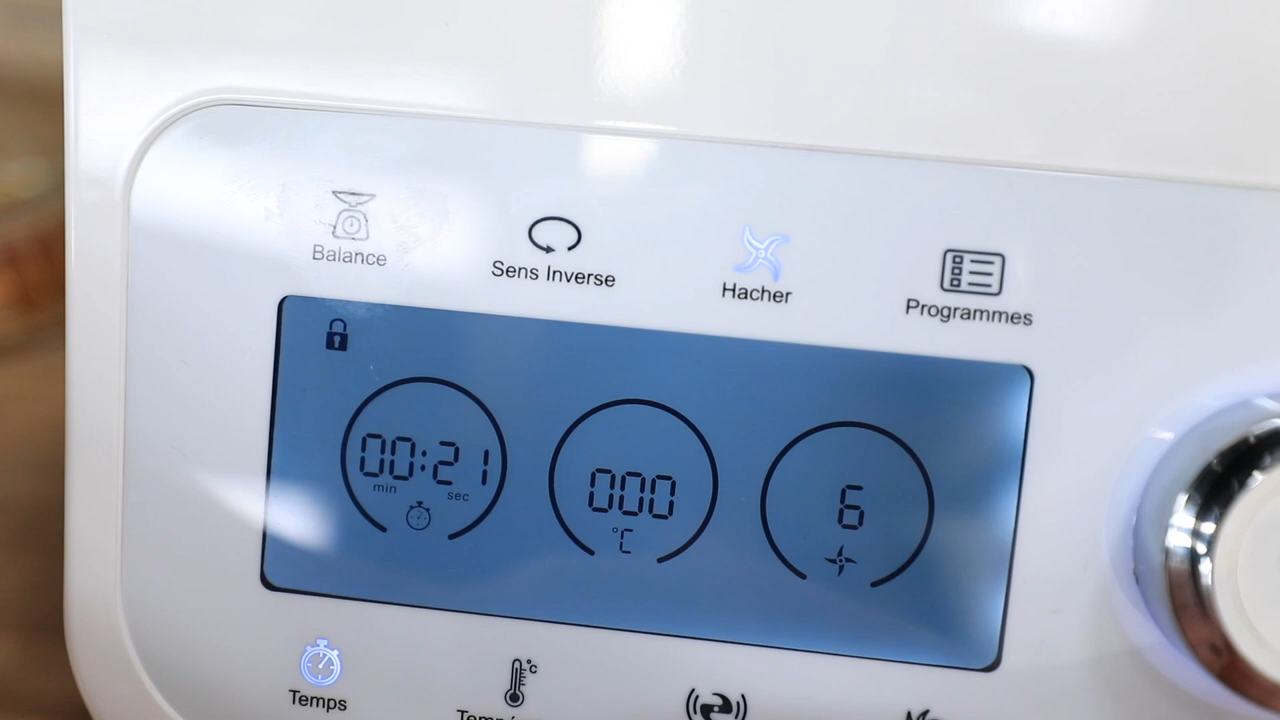 Balance
Sens Inverse
Hacher
Programmes
00:21
min sec
000
°C
6
°C
Temps